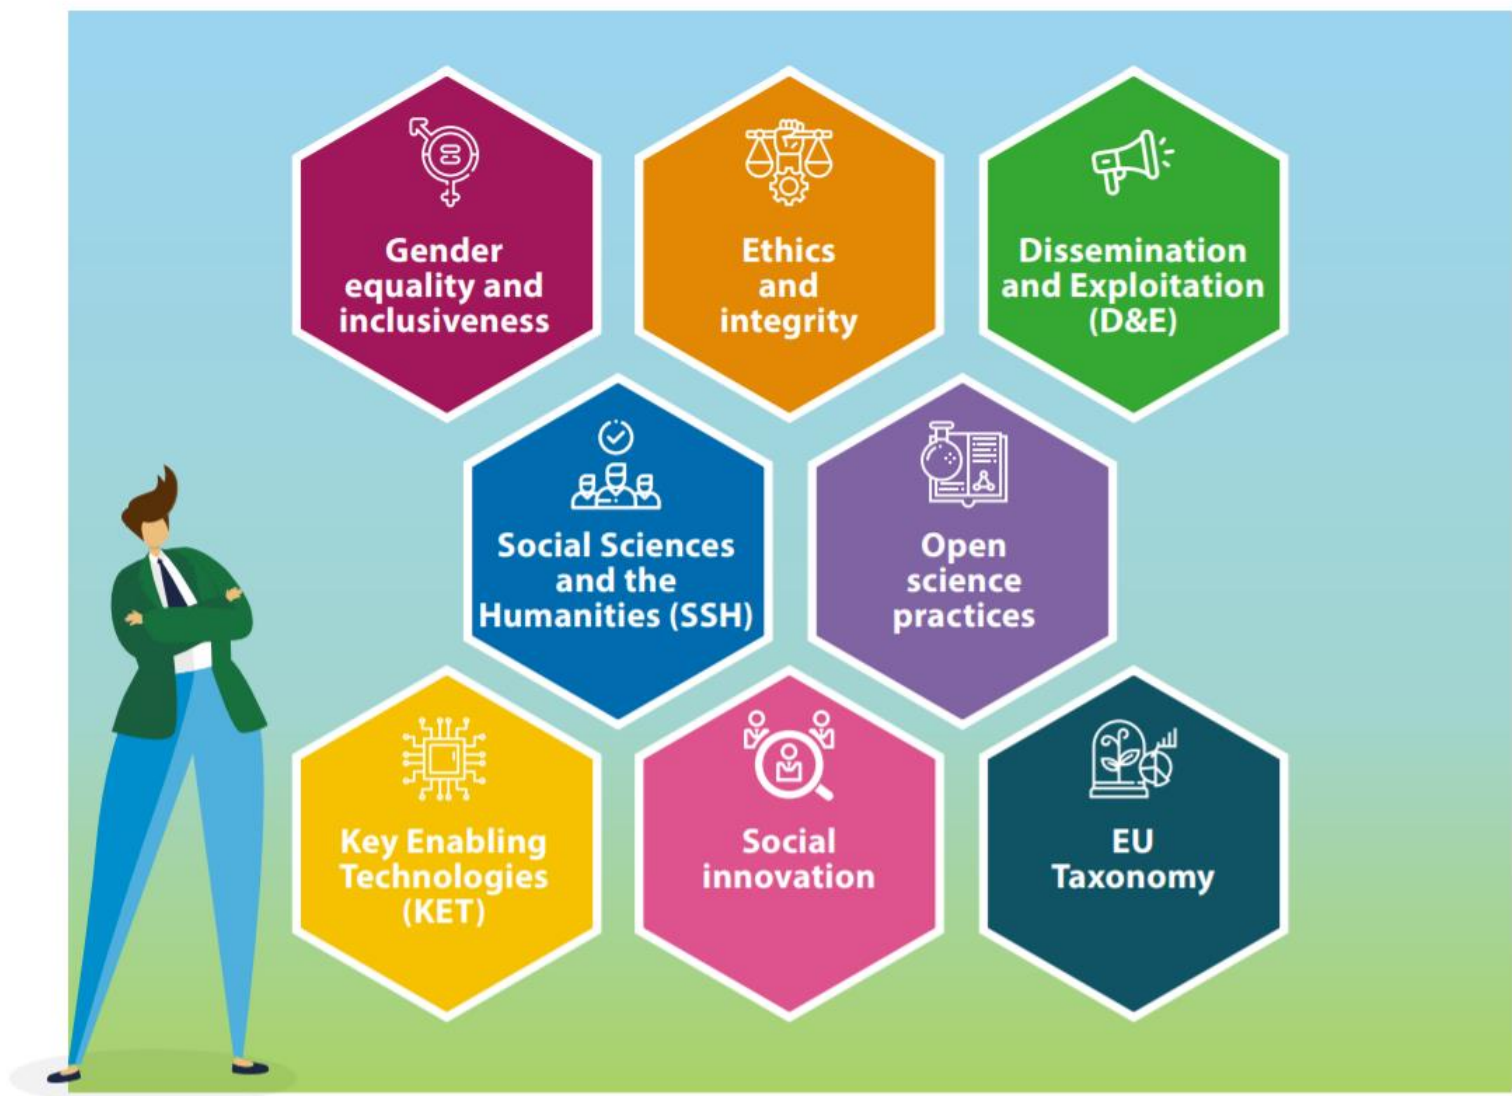 Gender
equality and
inclusiveness
Ethics
and
integrity
Dissemination
and Exploitation
(D&E)
Social Sciences
and the
Humanities (SSH)
Open
science
practices
Key Enabling
Technologies
(KET)
Social
innovation
EU
Taxonomy